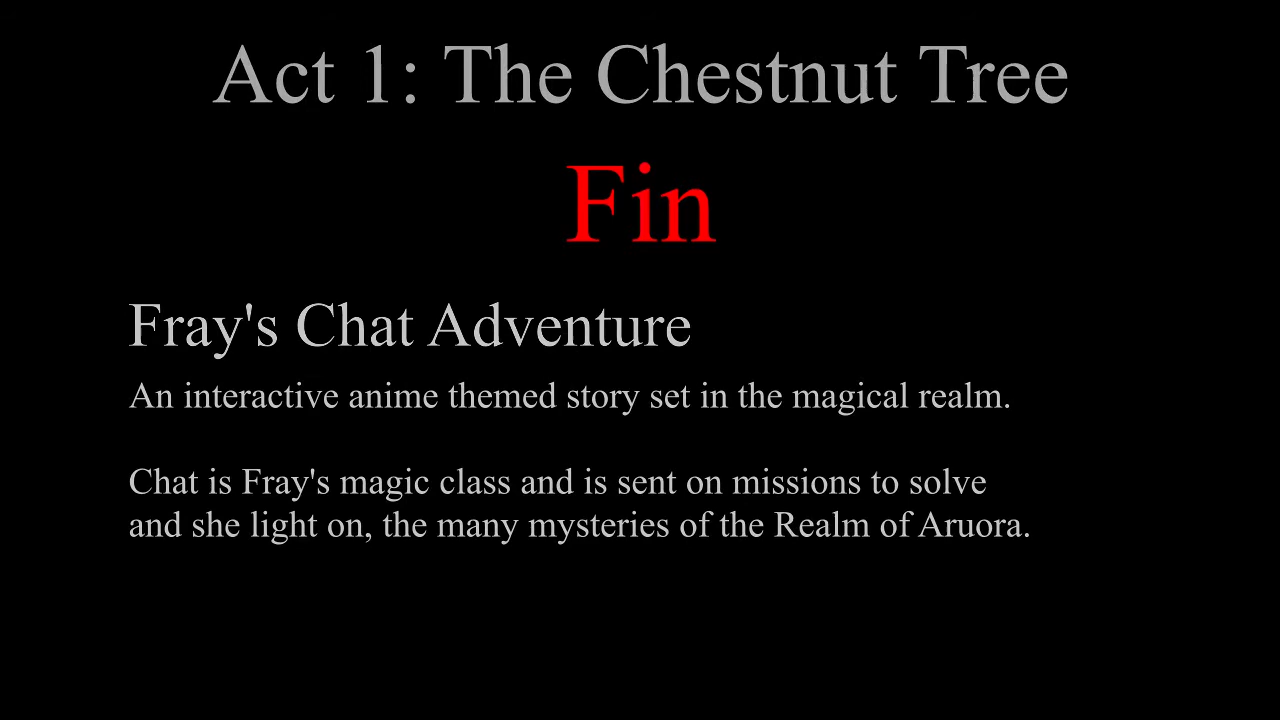 Act 1: The Chestnut Tree
Fin
Fray's Chat Adventure
An interactive anime themed story set in the magical realm.
Chat is Fray's magic class and is sent on missions to solve
and she light on, the many mysteries of the Realm of Aruora.